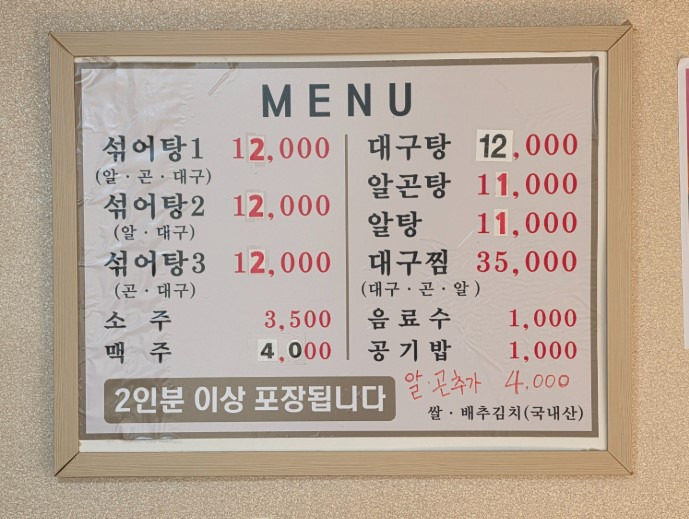 MENU
섞어탕1 12,000
(알·곤·대구)
섞어탕2 12,000
(알·대구)
섞어탕3 12,000
(곤·대구)
소 주 3,500
맥 주 4,000
2인분 이상 포장됩니다
대구탕 12,000
알곤탕 11,000
알탕 11,000
대구찜 35,000
(대구·곤·알)
음료수 1,000
공기밥 1,000
알·곤추가 4.000
쌀·배추김치(국내산)